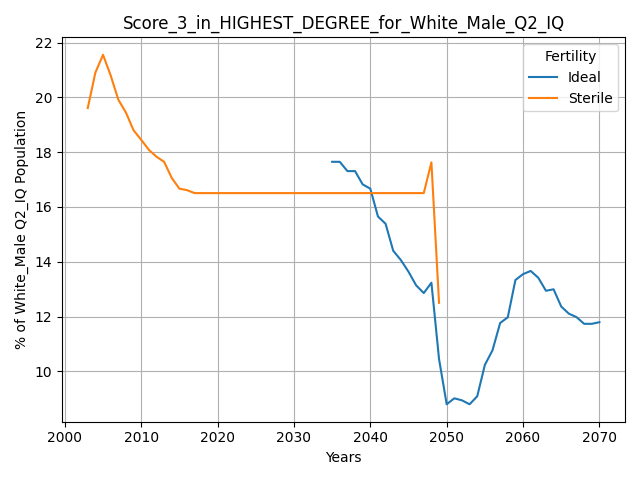 Score_3_in_HIGHEST_DEGREE_for_White_Male_Q2_IQ
% of White_Male Q2_IQ Population
22
20
18
16
14
12
10
Fertility
Ideal
Sterile
2000 2010 2020 2030 2040 2050 2060 2070
Years